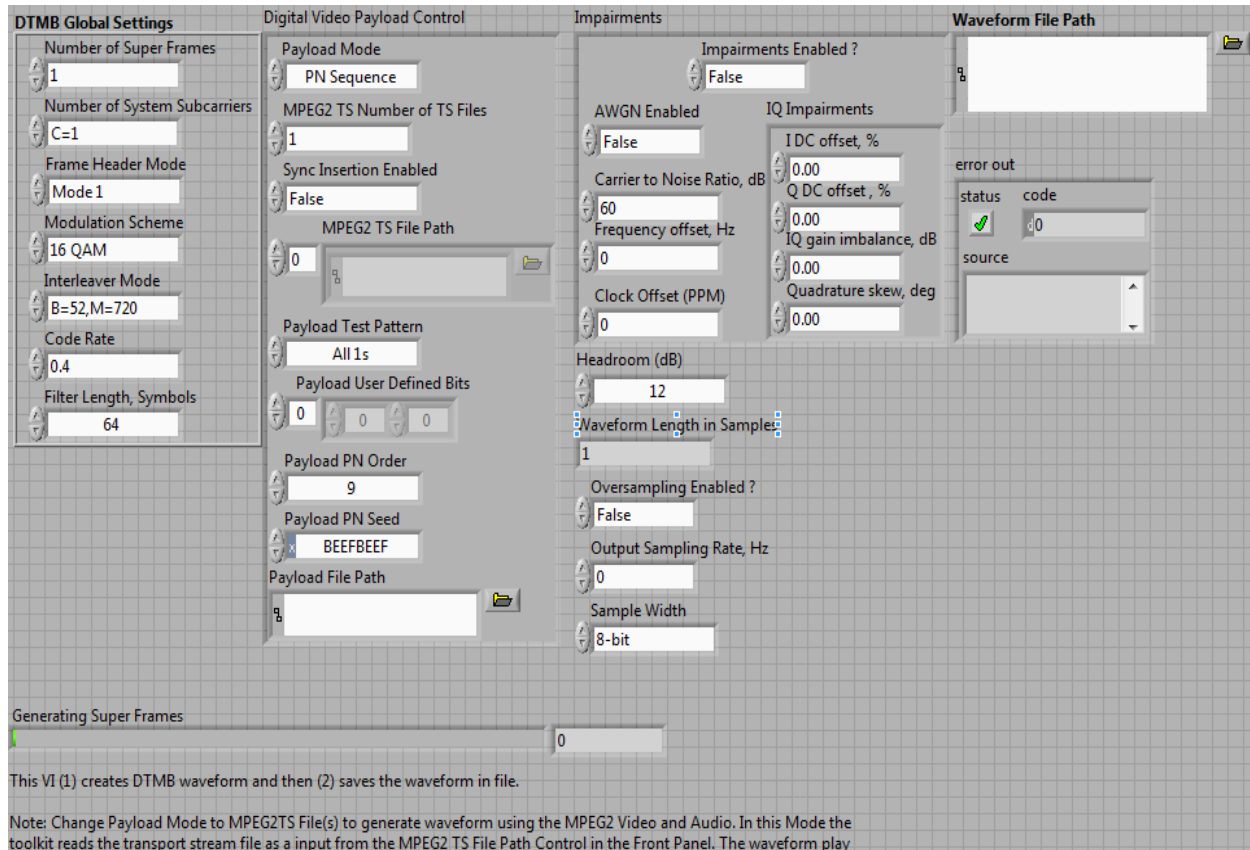 DTMB Global Settings
Number of Super Frames
1
Number of System Subcarriers
C=1
Frame Header Mode
Mode 1
Modulation Scheme
16 QAM
Interleaver Mode
B=52,M=720
Code Rate
0.4
Filter Length, Symbols
64
Digital Video Payload Control
Payload Mode
PN Sequence
MPEG2 TS Number of TS Files
1
Sync Insertion Enabled
False
MPEG2 TS File Path
0
Payload Test Pattern
All 1s
Payload User Defined Bits
0 0 0
Payload PN Order
9
Payload PN Seed
x BEEFBEEF
Payload File Path
Impairments
Impairments Enabled ?
False
AWGN Enabled
False
Carrier to Noise Ratio, dB
60
Frequency offset, Hz
0
Clock Offset (PPM)
0
IQ Impairments
I DC offset, %
0.00
Q DC offset , %
0.00
IQ gain imbalance, dB
0.00
Quadrature skew, deg
0.00
Headroom (dB)
12
Waveform Length in Samples
1
Oversampling Enabled ?
False
Output Sampling Rate, Hz
0
Sample Width
8-bit
Waveform File Path
error out
status code
d0
source
Generating Super Frames
0
This VI (1) creates DTMB waveform and then (2) saves the waveform in file.
Note: Change Payload Mode to MPEG2TS File(s) to generate waveform using the MPEG2 Video and Audio. In this Mode the
toolkit reads the transport stream file as a input from the MPEG2 TS File Path Control in the Front Panel. The waveform play